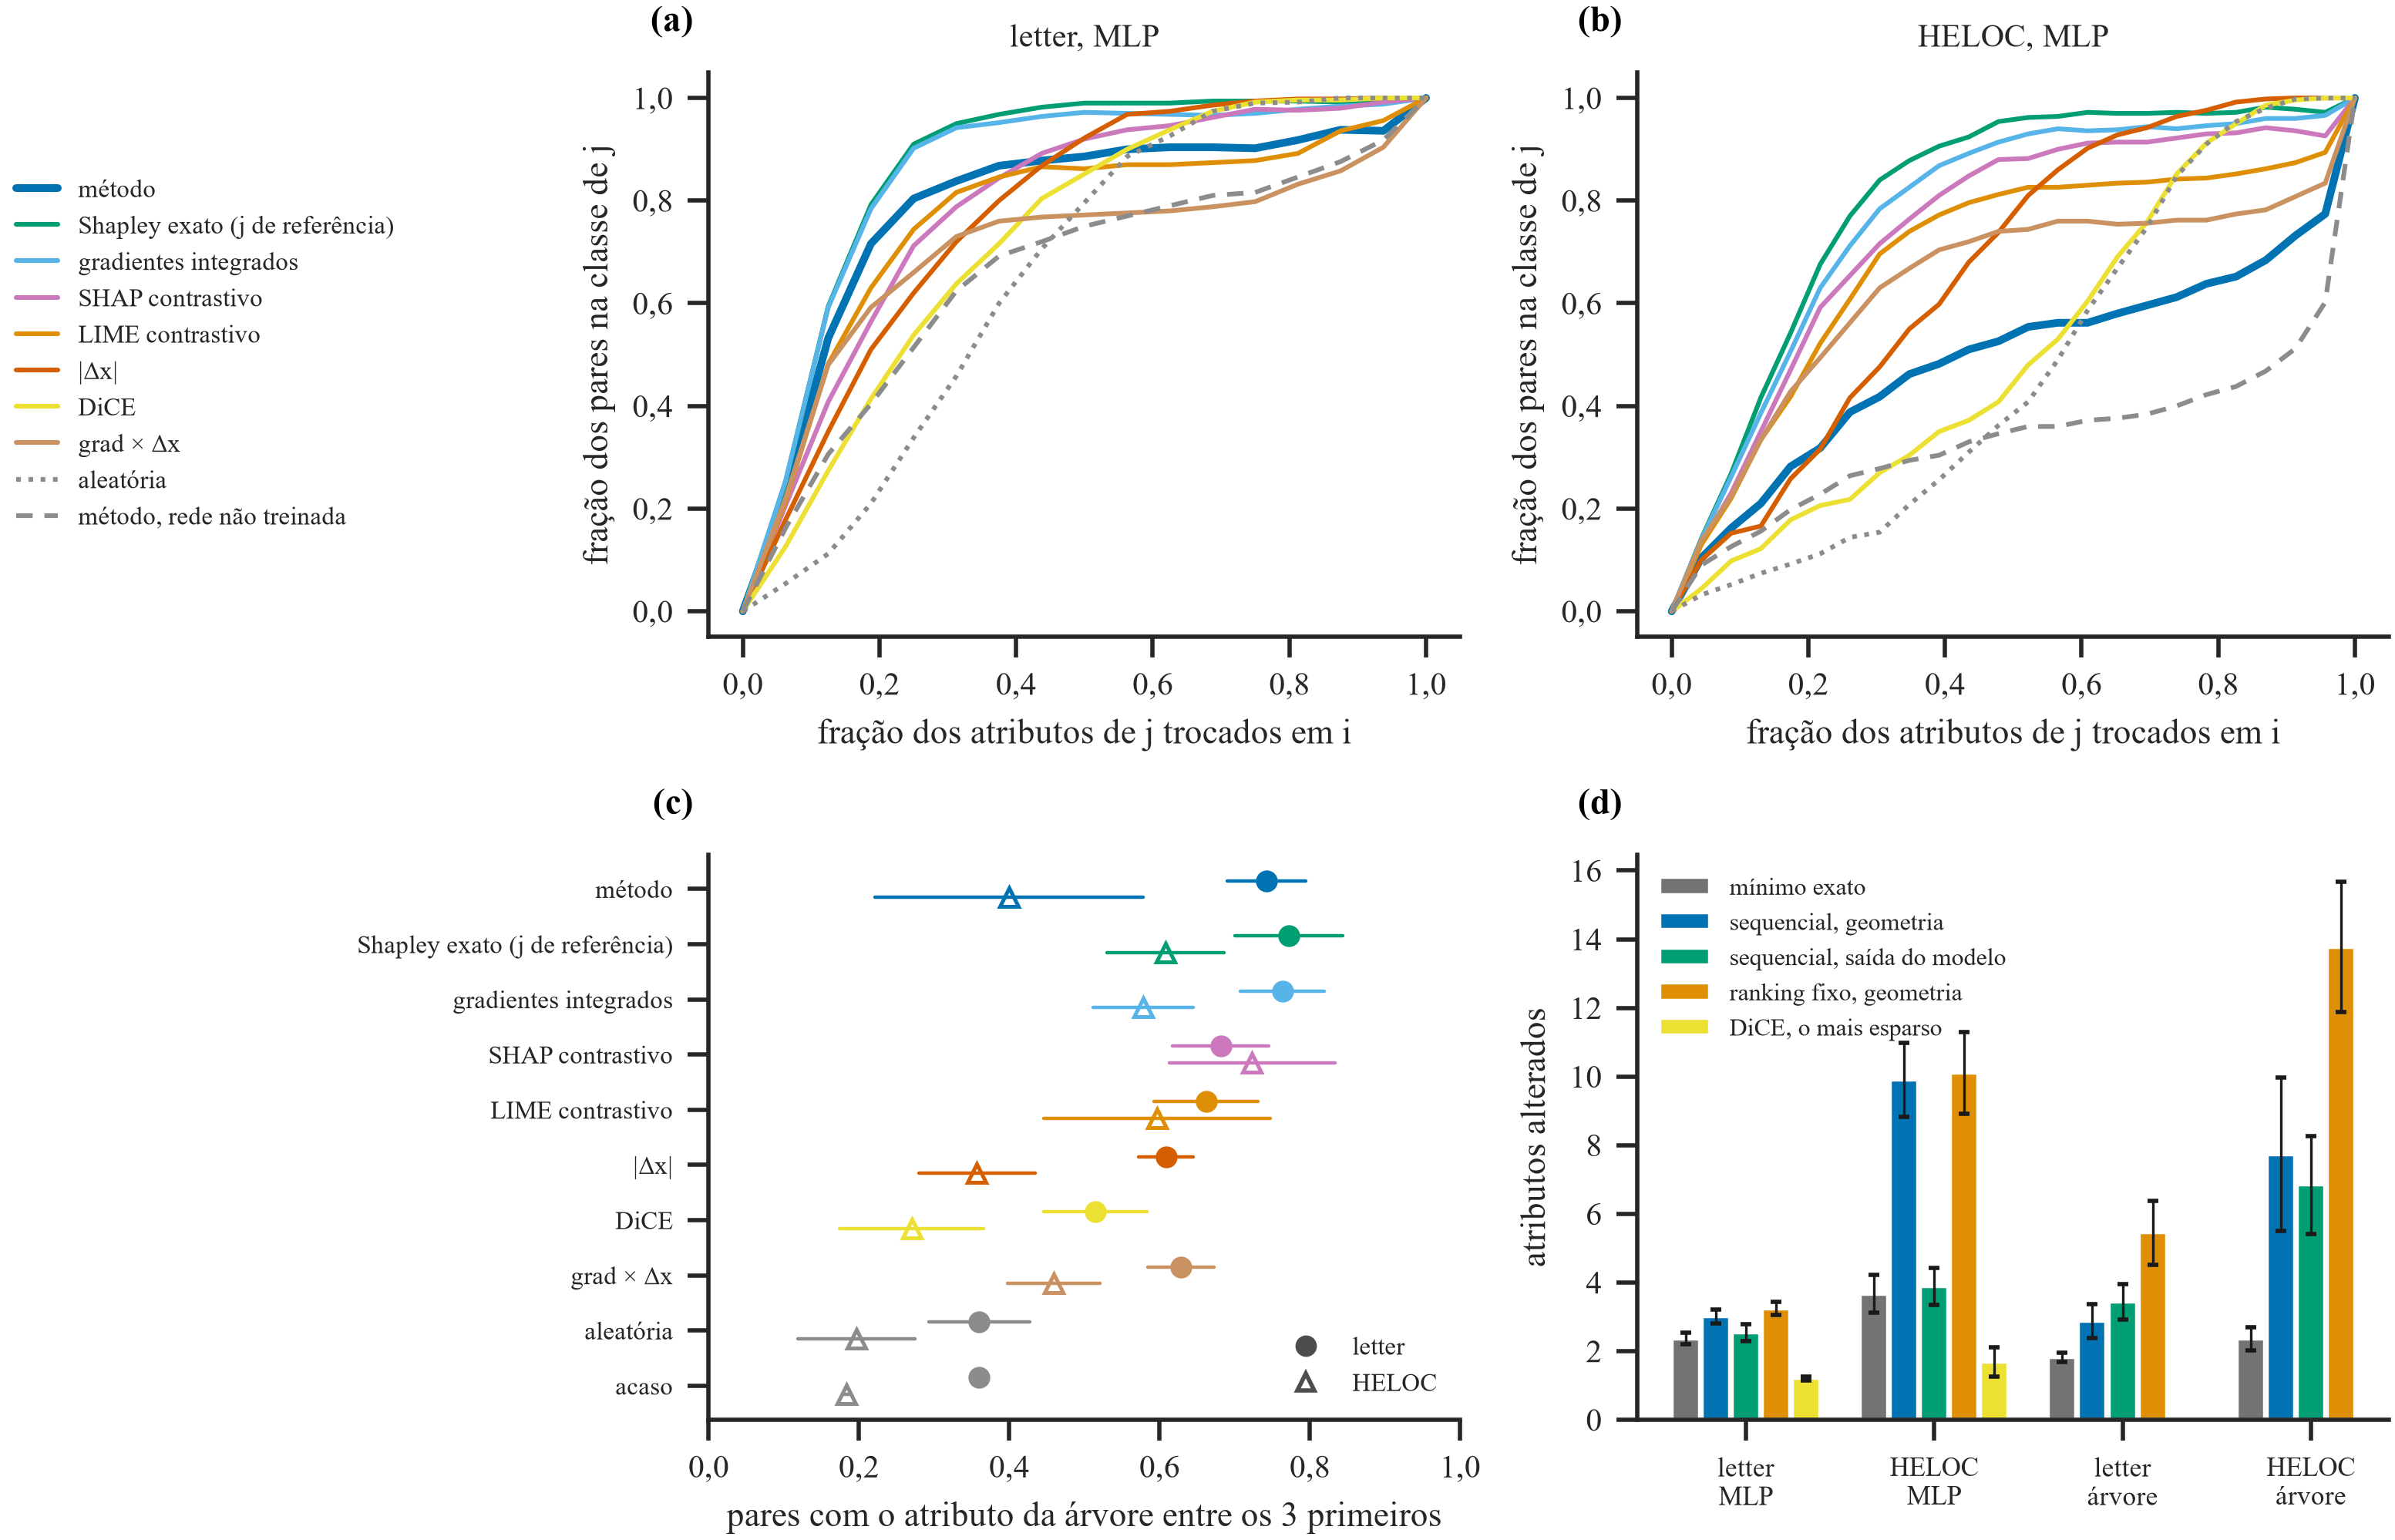 (a)
letter, MLP
(b)
HELOC, MLP
método
Shapley exato (j de referência)
gradientes integrados
SHAP contrastivo
LIME contrastivo
|Δx|
DiCE
grad × Δx
aleatória
método, rede não treinada
fração dos pares na classe de j
1,0
0,8
0,6
0,4
0,2
0,0
0,0 0,2 0,4 0,6 0,8 1,0
fração dos atributos de j trocados em i
fração dos pares na classe de j
1,0
0,8
0,6
0,4
0,2
0,0
0,0 0,2 0,4 0,6 0,8 1,0
fração dos atributos de j trocados em i
(c)
método
Shapley exato (j de referência)
gradientes integrados
SHAP contrastivo
LIME contrastivo
|Δx|
DiCE
grad × Δx
aleatória
acaso
letter
HELOC
0,0 0,2 0,4 0,6 0,8 1,0
pares com o atributo da árvore entre os 3 primeiros
(d)
atributos alterados
16
14
12
10
8
6
4
2
0
mínimo exato
sequencial, geometria
sequencial, saída do modelo
ranking fixo, geometria
DiCE, o mais esparso
letter
MLP
HELOC
MLP
letter
árvore
HELOC
árvore